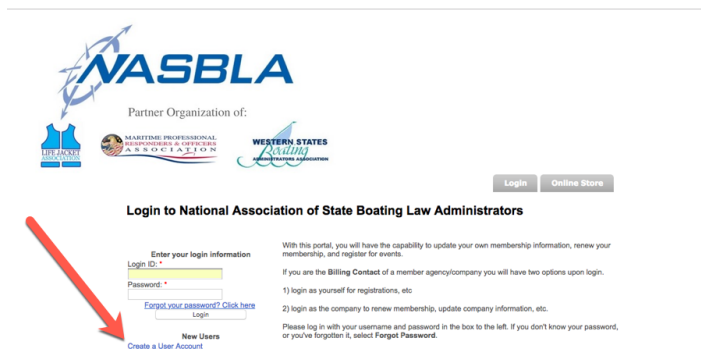 NASBLA
Partner Organization of:
LIFE JACKET
ASSOCIATION
MARITIME PROFESSIONAL
RESPONDERS & OFFICERS
ASSOCIATION
WESTERN STATES
Boating
ADMINISTRATORS ASSOCIATION
Login
Online Store
Login to National Association of State Boating Law Administrators
Enter your login information
Login ID: *
Password: *
Forgot your password? Click here
Login
New Users
Create a User Account
With this portal, you will have the capability to update your own membership information, renew your
membership, and register for events.
If you are the Billing Contact of a member agency/company you will have two options upon login.
1) login as yourself for registrations, etc
2) login as the company to renew membership, update company information, etc.
Please log in with your username and password in the box to the left. If you don't know your password,
or you've forgotten it, select Forgot Password.